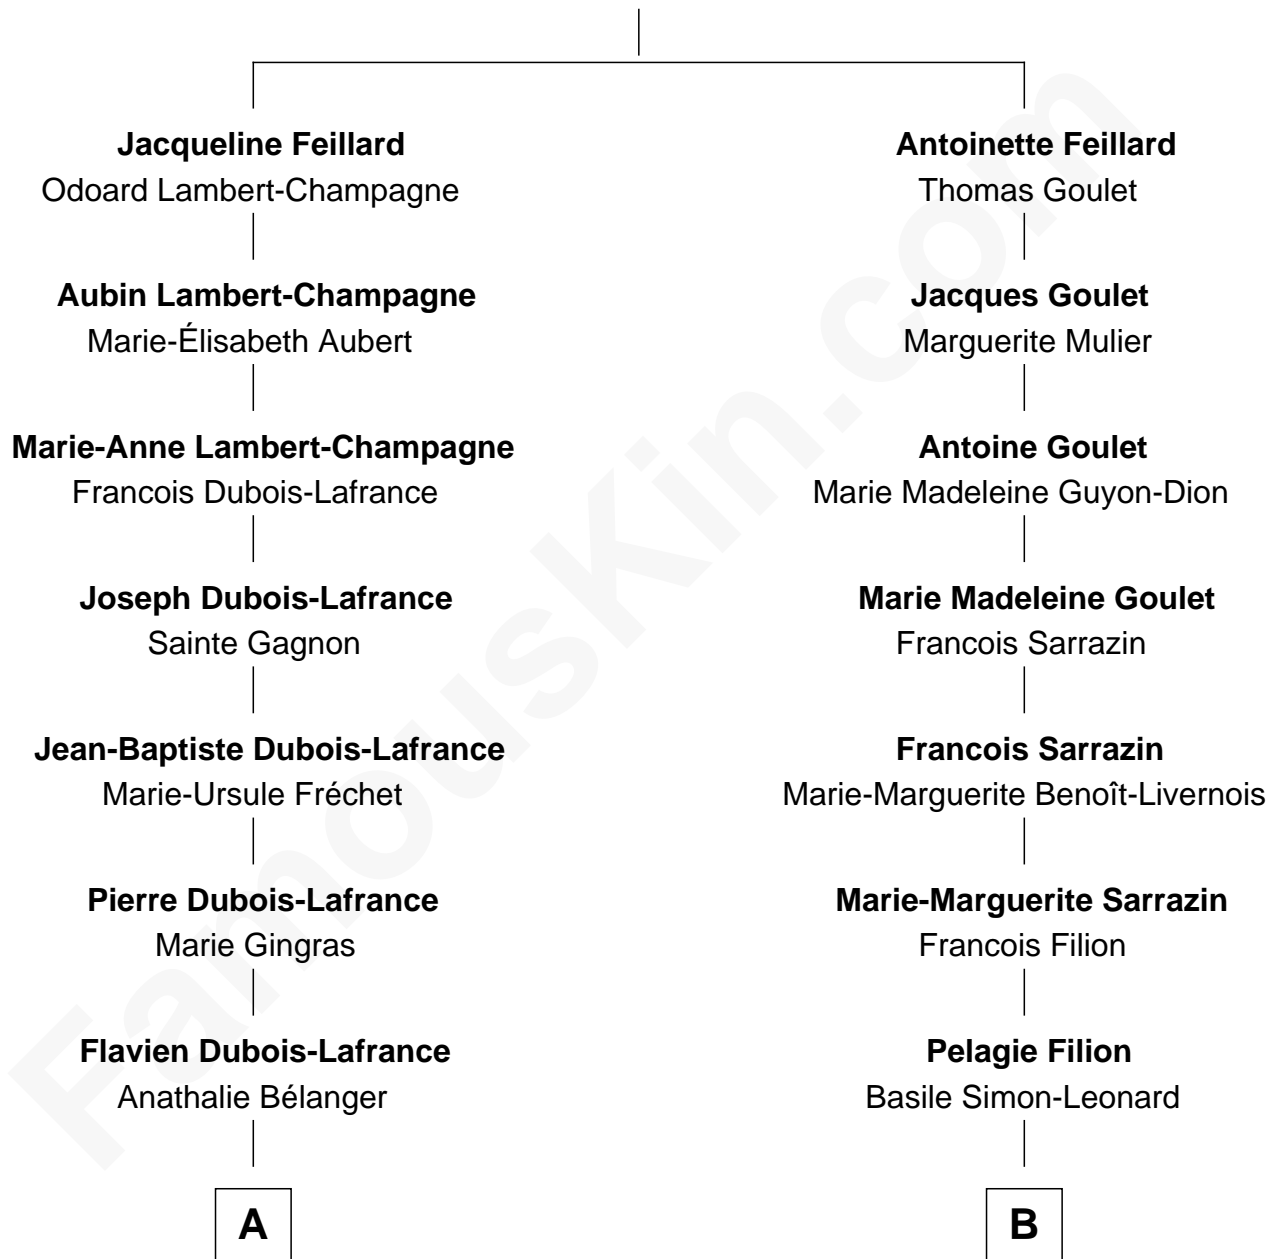 Jacqueline Feillard
Odoard Lambert-Champagne
Aubin Lambert-Champagne
Marie-Élisabeth Aubert
Marie-Anne Lambert-Champagne
Francois Dubois-Lafrance
Joseph Dubois-Lafrance
Sainte Gagnon
Jean-Baptiste Dubois-Lafrance
Marie-Ursule Fréchet
Pierre Dubois-Lafrance
Marie Gingras
Flavien Dubois-Lafrance
Anathalie Bélanger
A
Antoinette Feillard
Thomas Goulet
Jacques Goulet
Marguerite Mulier
Antoine Goulet
Marie Madeleine Guyon-Dion
Marie Madeleine Goulet
Francois Sarrazin
Francois Sarrazin
Marie-Marguerite Benoît-Livernois
Marie-Marguerite Sarrazin
Francois Filion
Pelagie Filion
Basile Simon-Leonard
B
FamousKin.com